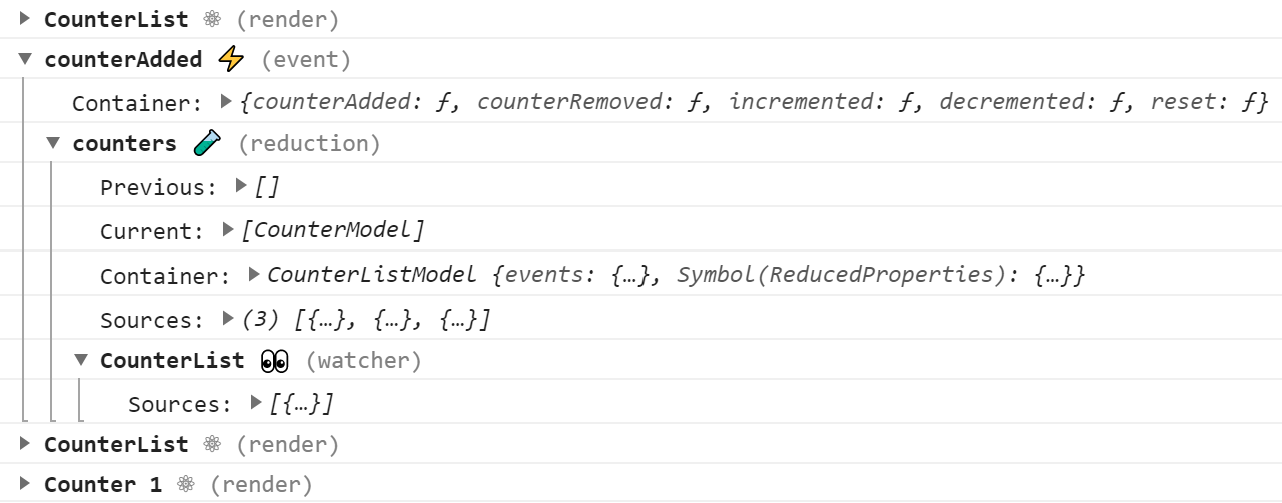 CounterList ⚛ (render)
counterAdded ⚡ (event)
Container: {counterAdded: ƒ, counterRemoved: ƒ, incremented: ƒ, decremented: ƒ, reset: ƒ}
counters 🧪 (reduction)
Previous: []
Current: [CounterModel]
Container: CounterListModel {events: {…}, Symbol(ReducedProperties): {…}}
Sources: (3) [{…}, {…}, {…}]
CounterList 👀 (watcher)
Sources: [{…}]
CounterList ⚛ (render)
Counter 1 ⚛ (render)